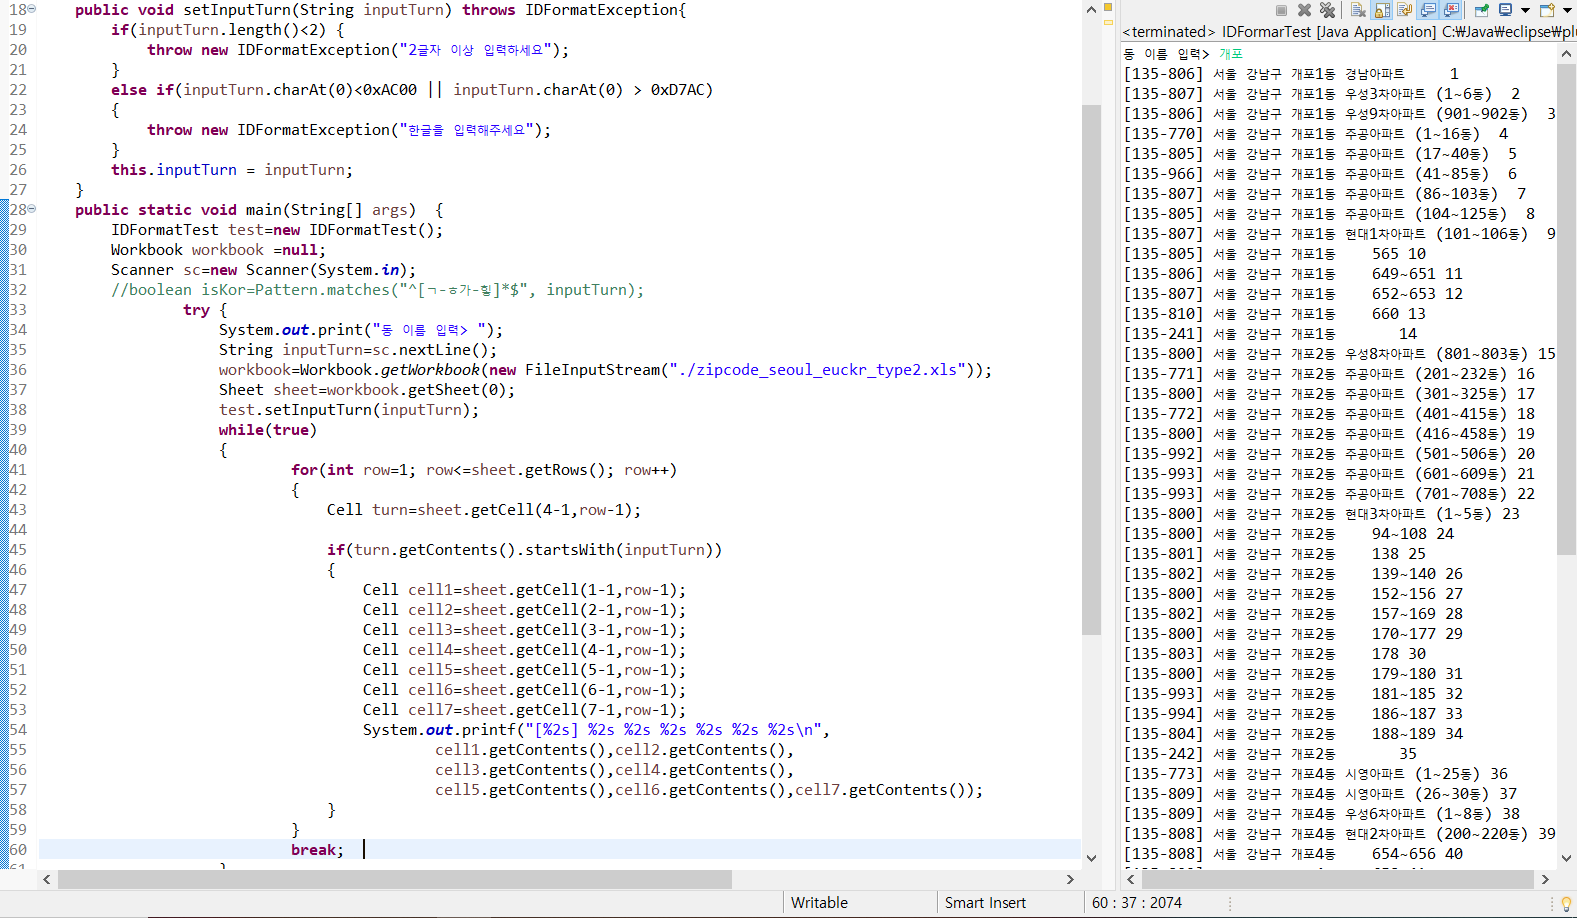 18 public void setInputTurn(String inputTurn) throws IDFormatException{
19 if(inputTurn.length()<2) {
20 throw new IDFormatException("2글자 이상 입력하세요");
21 }
22 else if(inputTurn.charAt(0)<0xAC00 || inputTurn.charAt(0) > 0xD7AC)
23 {
24 throw new IDFormatException("한글을 입력해주세요");
25 }
26 this.inputTurn = inputTurn;
27 }
28 public static void main(String[] args)  {
29 IDFormatTest test=new IDFormatTest();
30 Workbook workbook =null;
31 Scanner sc=new Scanner(System.in);
32 //boolean isKor=Pattern.matches("^[ㄱ-ㅎ가-힣]*$", inputTurn);
33 try {
34 System.out.print("동 이름 입력> ");
35 String inputTurn=sc.nextLine();
36 workbook=Workbook.getWorkbook(new FileInputStream("./zipcode_seoul_euckr_type2.xls"));
37 Sheet sheet=workbook.getSheet(0);
38 test.setInputTurn(inputTurn);
39 while(true)
40 {
41 for(int row=1; row<=sheet.getRows(); row++)
42 {
43 Cell turn=sheet.getCell(4-1,row-1);
44
45 if(turn.getContents().startsWith(inputTurn))
46 {
47 Cell cell1=sheet.getCell(1-1,row-1);
48 Cell cell2=sheet.getCell(2-1,row-1);
49 Cell cell3=sheet.getCell(3-1,row-1);
50 Cell cell4=sheet.getCell(4-1,row-1);
51 Cell cell5=sheet.getCell(5-1,row-1);
52 Cell cell6=sheet.getCell(6-1,row-1);
53 Cell cell7=sheet.getCell(7-1,row-1);
54 System.out.printf("[%2s] %2s %2s %2s %2s %2s %2s\n",
55 cell1.getContents(),cell2.getContents(),
56 cell3.getContents(),cell4.getContents(),
57 cell5.getContents(),cell6.getContents(),cell7.getContents());
58 }
59 }
60 break;
<terminated> IDFormarTest [Java Application] C:₩Java₩eclipse₩pl
동 이름 입력> 개포
[135-806] 서울 강남구 개포1동 경남아파트 1
[135-807] 서울 강남구 개포1동 우성3차아파트 (1~6동) 2
[135-806] 서울 강남구 개포1동 우성9차아파트 (901~902동) 3
[135-770] 서울 강남구 개포1동 주공아파트 (1~16동) 4
[135-805] 서울 강남구 개포1동 주공아파트 (17~40동) 5
[135-966] 서울 강남구 개포1동 주공아파트 (41~85동) 6
[135-807] 서울 강남구 개포1동 주공아파트 (86~103동) 7
[135-805] 서울 강남구 개포1동 주공아파트 (104~125동) 8
[135-807] 서울 강남구 개포1동 현대1차아파트 (101~106동) 9
[135-805] 서울 강남구 개포1동 565 10
[135-806] 서울 강남구 개포1동 649~651 11
[135-807] 서울 강남구 개포1동 652~653 12
[135-810] 서울 강남구 개포1동 660 13
[135-241] 서울 강남구 개포1동 14
[135-800] 서울 강남구 개포2동 우성8차아파트 (801~803동) 15
[135-771] 서울 강남구 개포2동 주공아파트 (201~232동) 16
[135-800] 서울 강남구 개포2동 주공아파트 (301~325동) 17
[135-772] 서울 강남구 개포2동 주공아파트 (401~415동) 18
[135-800] 서울 강남구 개포2동 주공아파트 (416~458동) 19
[135-992] 서울 강남구 개포2동 주공아파트 (501~506동) 20
[135-993] 서울 강남구 개포2동 주공아파트 (601~609동) 21
[135-993] 서울 강남구 개포2동 주공아파트 (701~708동) 22
[135-800] 서울 강남구 개포2동 현대3차아파트 (1~5동) 23
[135-800] 서울 강남구 개포2동 94~108 24
[135-801] 서울 강남구 개포2동 138 25
[135-802] 서울 강남구 개포2동 139~140 26
[135-800] 서울 강남구 개포2동 152~156 27
[135-802] 서울 강남구 개포2동 157~169 28
[135-800] 서울 강남구 개포2동 170~177 29
[135-803] 서울 강남구 개포2동 178 30
[135-800] 서울 강남구 개포2동 179~180 31
[135-993] 서울 강남구 개포2동 181~185 32
[135-994] 서울 강남구 개포2동 186~187 33
[135-804] 서울 강남구 개포2동 188~189 34
[135-242] 서울 강남구 개포2동 35
[135-773] 서울 강남구 개포4동 시영아파트 (1~25동) 36
[135-809] 서울 강남구 개포4동 시영아파트 (26~30동) 37
[135-809] 서울 강남구 개포4동 우성6차아파트 (1~8동) 38
[135-808] 서울 강남구 개포4동 현대2차아파트 (200~220동) 39
[135-808] 서울 강남구 개포4동 654~656 40
Writable
Smart Insert
60 : 37 : 2074